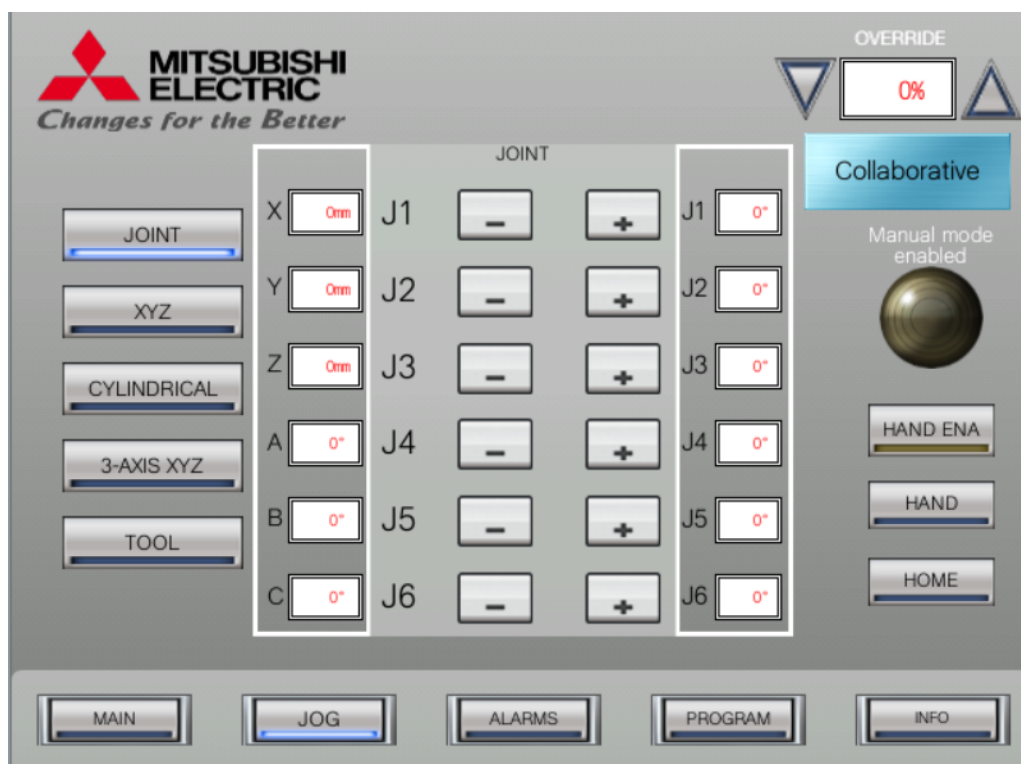 MITSUBISHI
ELECTRIC
Changes for the Better
OVERRIDE
0%
Collaborative
Manual mode
enabled
JOINT
XYZ
CYLINDRICAL
3-AXIS XYZ
TOOL
JOINT
X 0mm J1 - + J1 0°
Y 0mm J2 - + J2 0°
Z 0mm J3 - + J3 0°
A 0° J4 - + J4 0°
B 0° J5 - + J5 0°
C 0° J6 - + J6 0°
HAND ENA
HAND
HOME
MAIN JOG ALARMS PROGRAM INFO